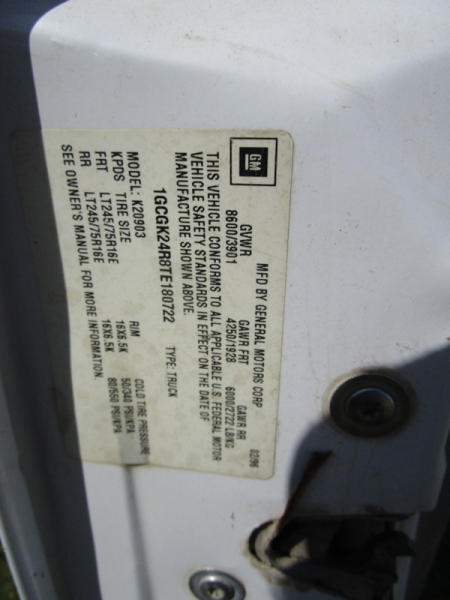 GM
MFD BY GENERAL MOTORS CORP 02/96
GVWR GAWR FRT GAWR RR
8600/3901 4250/1928 6000/2722 LB/KG
THIS VEHICLE CONFORMS TO ALL APPLICABLE U.S. FEDERAL MOTOR
VEHICLE SAFETY STANDARDS IN EFFECT ON THE DATE OF
MANUFACTURE SHOWN ABOVE.
1GCGK24R8TE180722 TYPE: TRUCK
MODEL: K20903
KPDS TIRE SIZE RIM COLD TIRE PRESSURE
FRT LT245/75R16E 16X6.5K 50/340 PSI/KPA
RR LT245/75R16E 16X6.5K 80/550 PSI/KPA
SEE OWNER'S MANUAL FOR MORE INFORMATION.